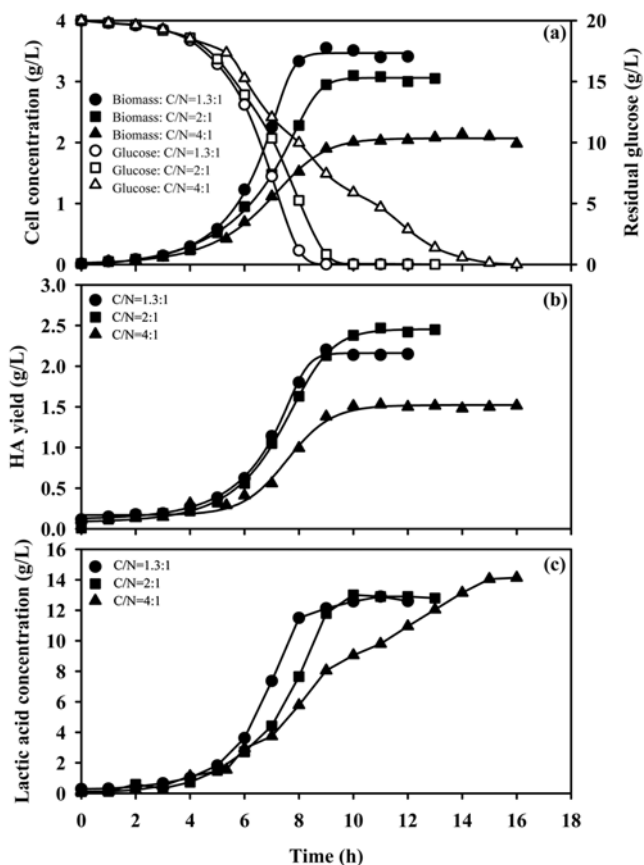 (a)
Cell concentration (g/L)
4
3
2
1
0
Biomass: C/N=1.3:1
Biomass: C/N=2:1
Biomass: C/N=4:1
Glucose: C/N=1.3:1
Glucose: C/N=2:1
Glucose: C/N=4:1
20
15
10
5
0
Residual glucose (g/L)
(b)
HA yield (g/L)
3.0
2.5
2.0
1.5
1.0
0.5
0.0
C/N=1.3:1
C/N=2:1
C/N=4:1
(c)
Lactic acid concentration (g/L)
16
14
12
10
8
6
4
2
0
C/N=1.3:1
C/N=2:1
C/N=4:1
0 2 4 6 8 10 12 14 16 18
Time (h)